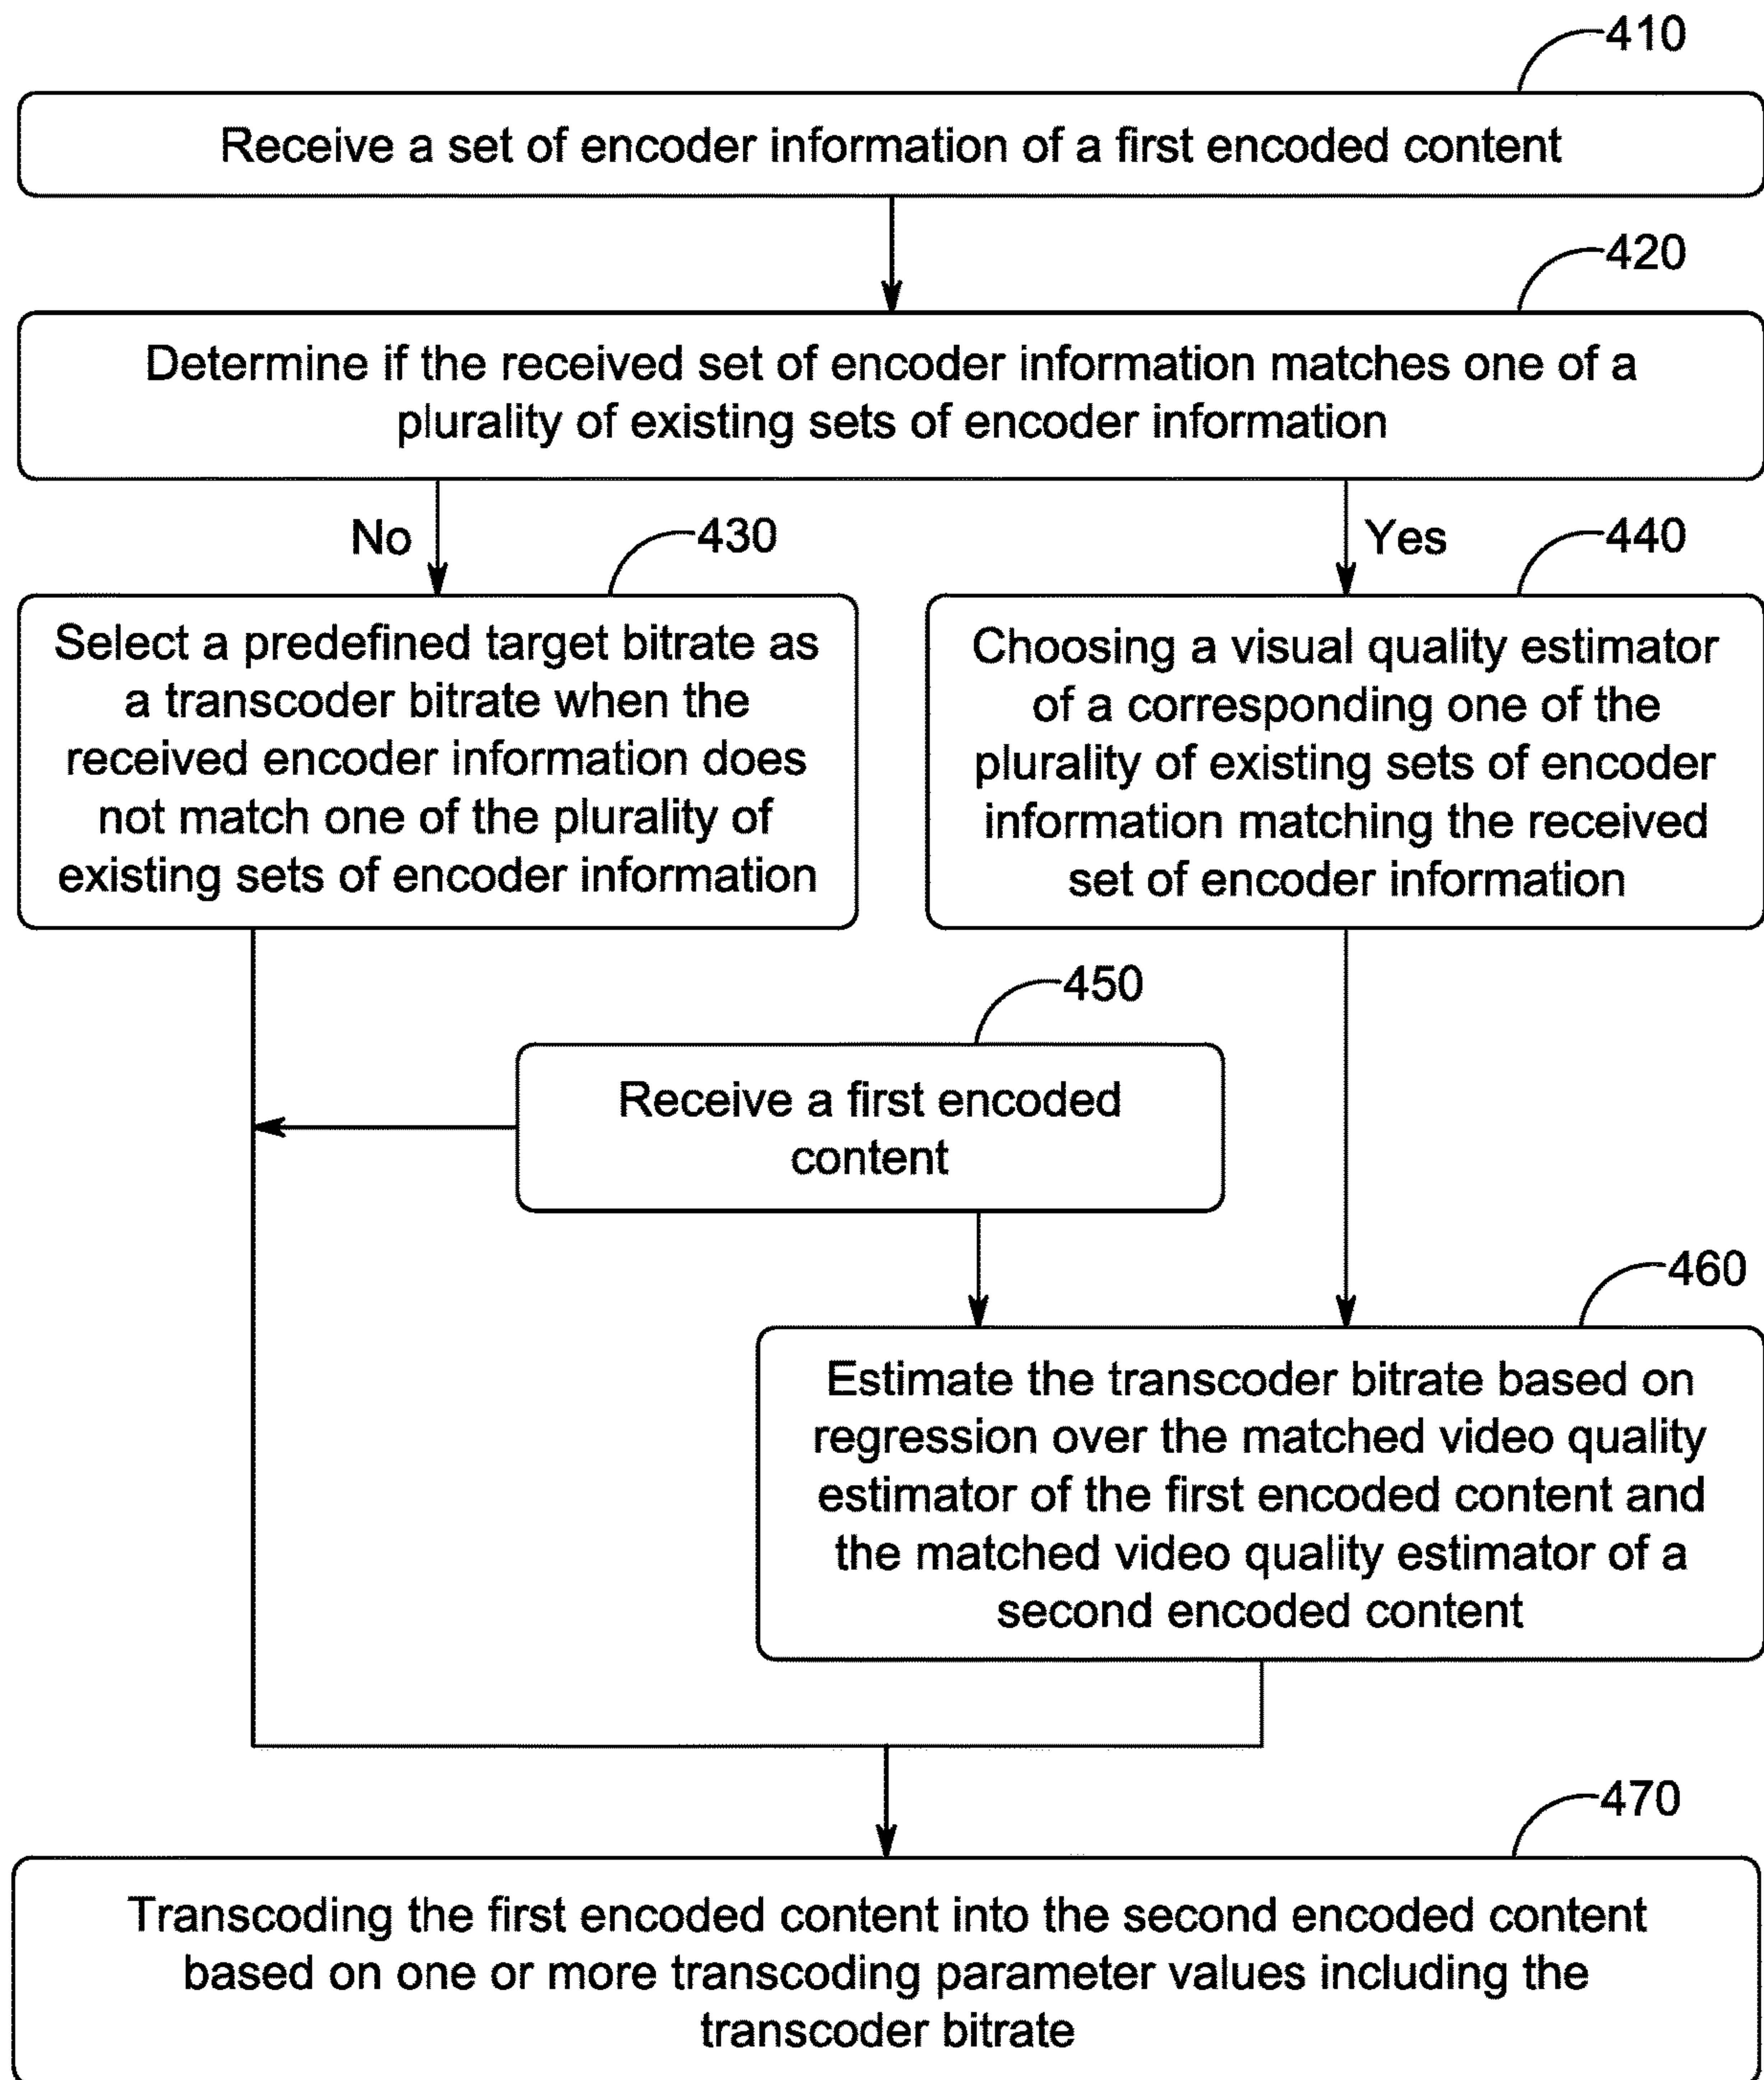 410
Receive a set of encoder information of a first encoded content
420
Determine if the received set of encoder information matches one of a
plurality of existing sets of encoder information
No
430
Yes
440
Select a predefined target bitrate as
a transcoder bitrate when the
received encoder information does
not match one of the plurality of
existing sets of encoder information
Choosing a visual quality estimator
of a corresponding one of the
plurality of existing sets of encoder
information matching the received
set of encoder information
450
Receive a first encoded
content
460
Estimate the transcoder bitrate based on
regression over the matched video quality
estimator of the first encoded content and
the matched video quality estimator of a
second encoded content
470
Transcoding the first encoded content into the second encoded content
based on one or more transcoding parameter values including the
transcoder bitrate